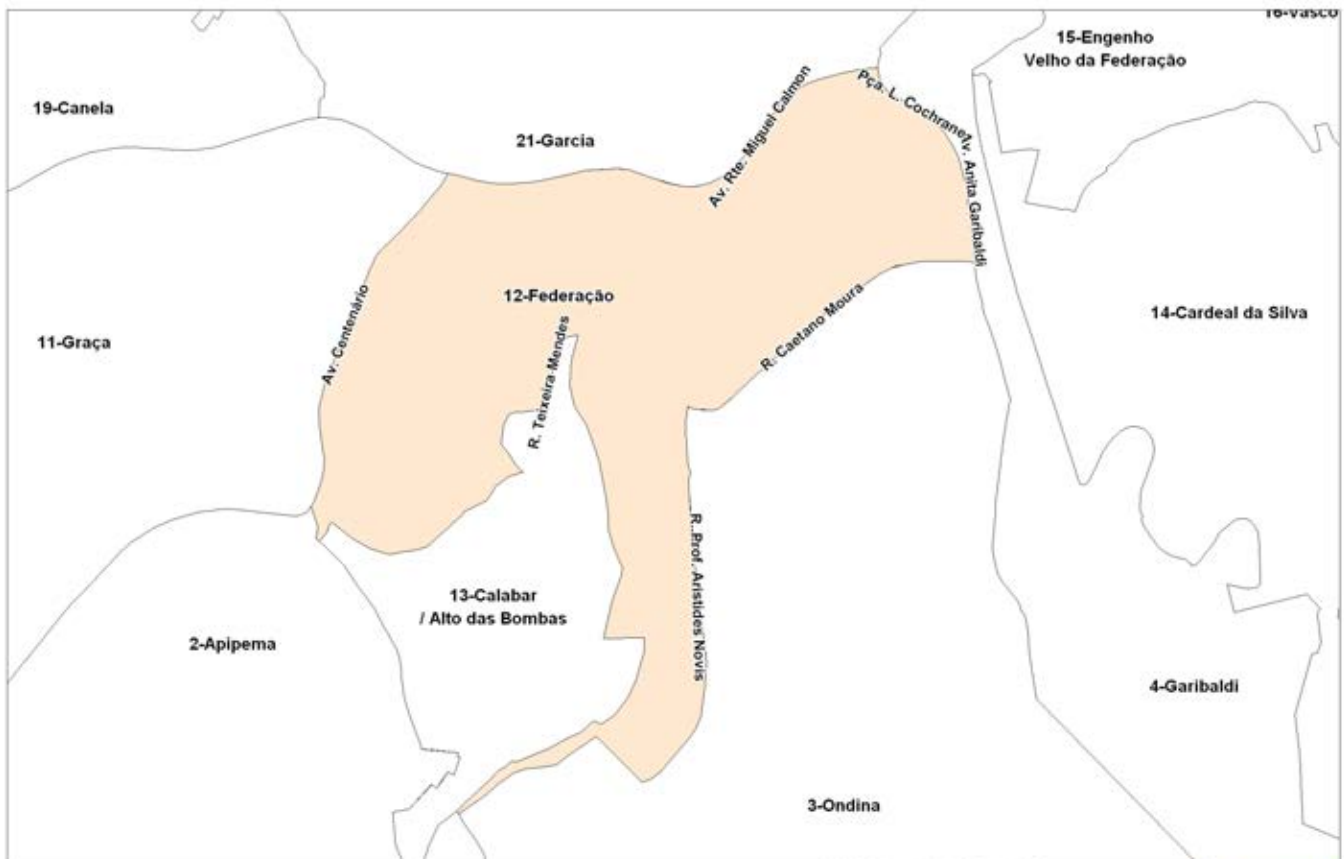 16-Vasco
15-Engenho
Velho da Federação
19-Canela
21-Garcia
Av. Rte. Miguel Calmon
Pça. L. Cochrane
Av. Anita Garibaldi
12-Federação
Av. Centenário
11-Graça
R. Teixeira Mendes
R. Caetano Moura
14-Cardeal da Silva
R. Prof. Aristides Novis
13-Calabar
/ Alto das Bombas
2-Apipema
4-Garibaldi
3-Ondina